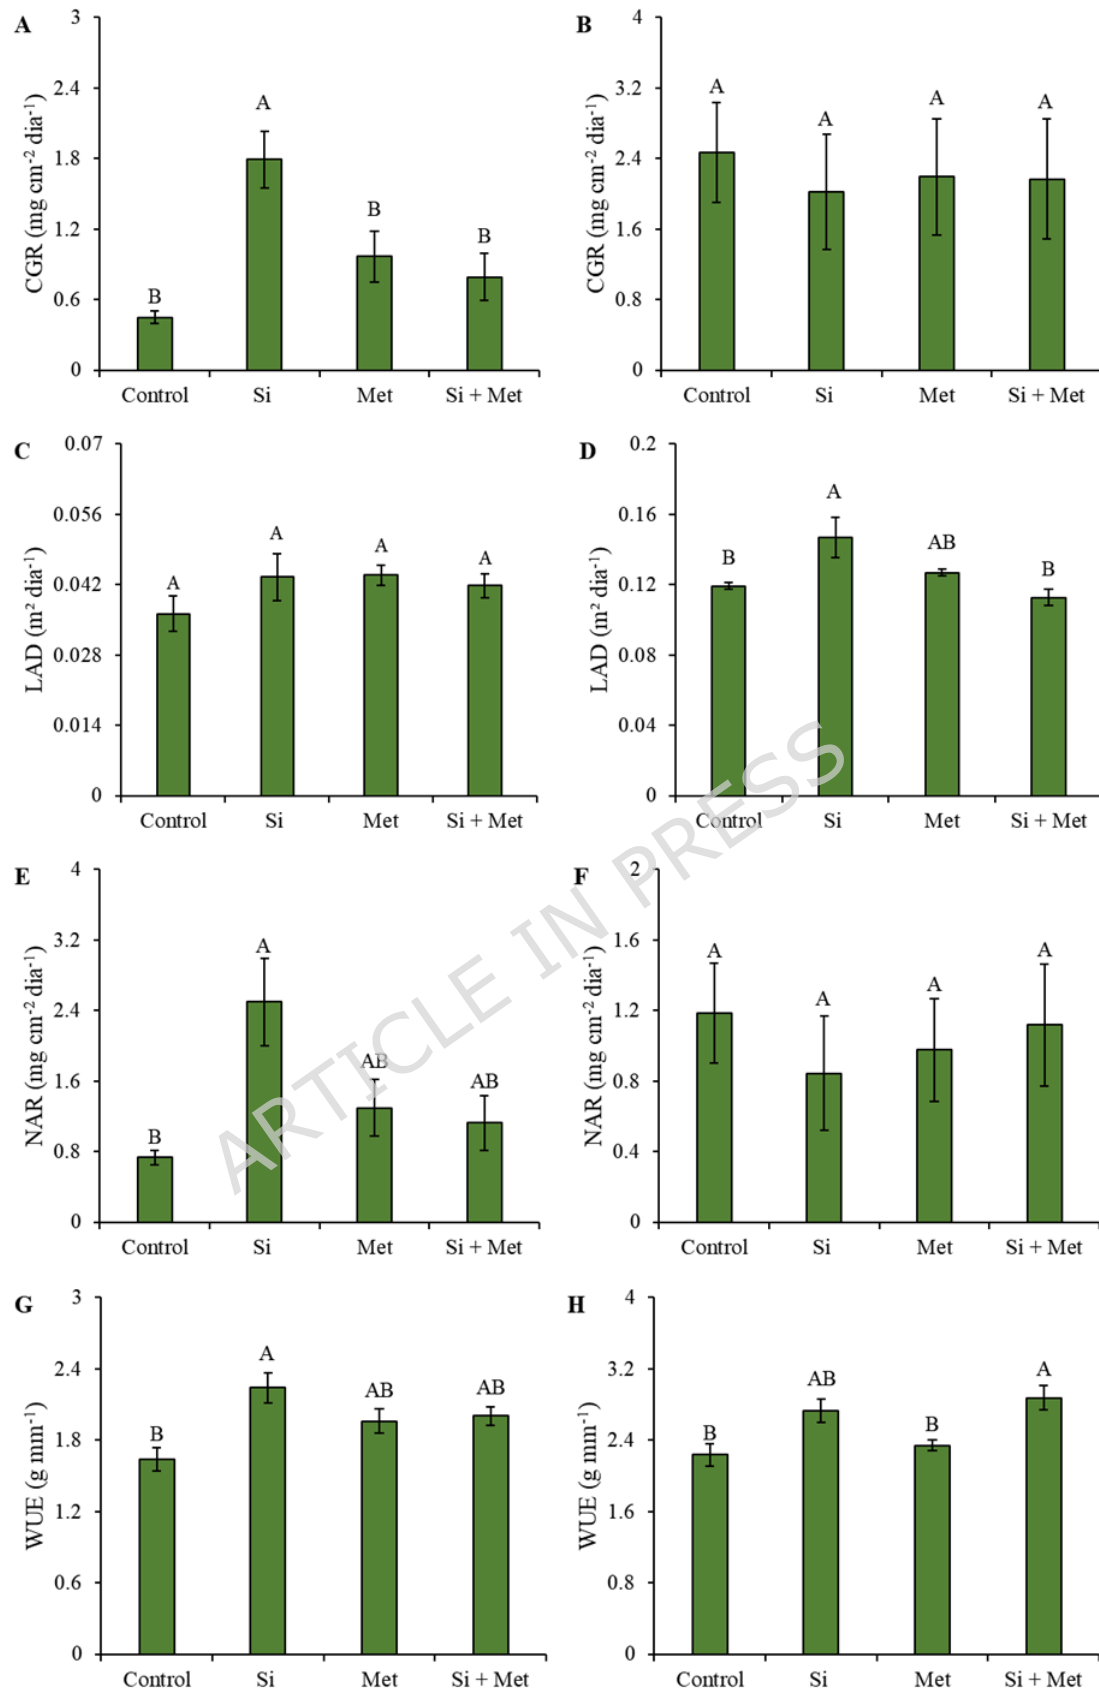 A
CGR (mg cm⁻² dia⁻¹)
3
2.4
1.8
1.2
0.6
0
B
A
B
B
Control Si Met Si + Met
B
CGR (mg cm⁻² dia⁻¹)
4
3.2
2.4
1.6
0.8
0
A
A
A
A
Control Si Met Si + Met
C
LAD (m² dia⁻¹)
0.07
0.056
0.042
0.028
0.014
0
A
A
A
A
Control Si Met Si + Met
D
LAD (m² dia⁻¹)
0.2
0.16
0.12
0.08
0.04
0
B
A
AB
B
Control Si Met Si + Met
E
NAR (mg cm⁻² dia⁻¹)
4
3.2
2.4
1.6
0.8
0
B
A
AB
AB
Control Si Met Si + Met
F
NAR (mg cm⁻² dia⁻¹)
2
1.6
1.2
0.8
0.4
0
A
A
A
A
Control Si Met Si + Met
G
WUE (g mm⁻¹)
3
2.4
1.8
1.2
0.6
0
B
A
AB
AB
Control Si Met Si + Met
H
WUE (g mm⁻¹)
4
3.2
2.4
1.6
0.8
0
B
AB
B
A
Control Si Met Si + Met
ARTICLE IN PRESS